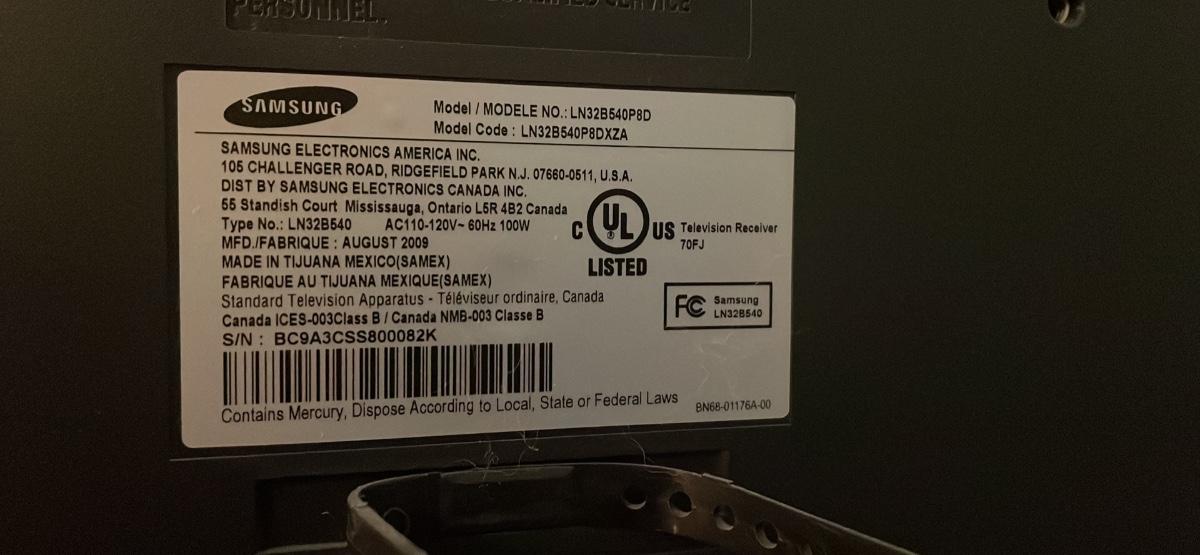 QUALIFIED SERVICE
PERSONNEL.
SAMSUNG
Model / MODELE NO.: LN32B540P8D
Model Code : LN32B540P8DXZA
SAMSUNG ELECTRONICS AMERICA INC.
105 CHALLENGER ROAD, RIDGEFIELD PARK N.J. 07660-0511, U.S.A.
DIST BY SAMSUNG ELECTRONICS CANADA INC.
55 Standish Court Mississauga, Ontario L5R 4B2 Canada
Type No.: LN32B540 AC110-120V~ 60Hz 100W
MFD./FABRIQUE : AUGUST 2009
MADE IN TIJUANA MEXICO(SAMEX)
FABRIQUE AU TIJUANA MEXIQUE(SAMEX)
Standard Television Apparatus - Téléviseur ordinaire, Canada
Canada ICES-003Class B / Canada NMB-003 Classe B
S/N : BC9A3CSS800082K
Contains Mercury, Dispose According to Local, State or Federal Laws
C UL ® US
LISTED
Television Receiver
70FJ
FC Samsung
LN32B540
BN68-01176A-00